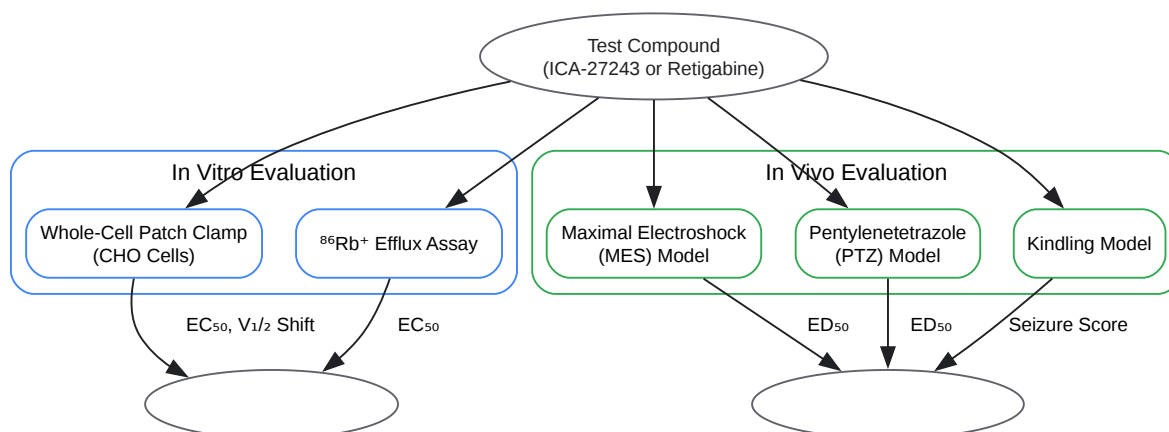 Test Compound
(ICA-27243 or Retigabine)
In Vitro Evaluation
In Vivo Evaluation
Whole-Cell Patch Clamp
(CHO Cells)
⁸⁶Rb⁺ Efflux Assay
Maximal Electroshock
(MES) Model
Pentylenetetrazole
(PTZ) Model
Kindling Model
EC₅₀, V₁/₂ Shift
EC₅₀
ED₅₀
ED₅₀
Seizure Score